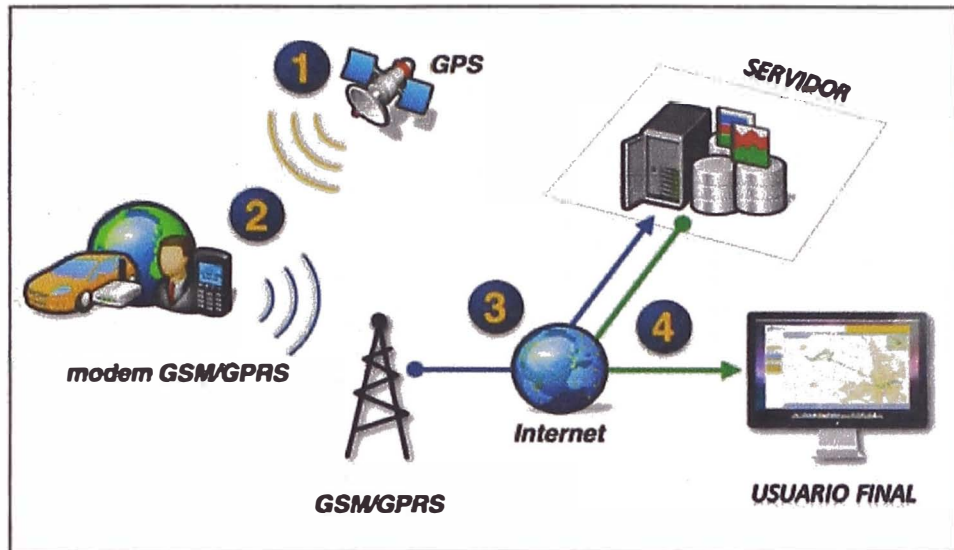 1
GPS
SERVIDOR
2
modem GSM/GPRS
3
4
Internet
GSM/GPRS
USUARIO FINAL